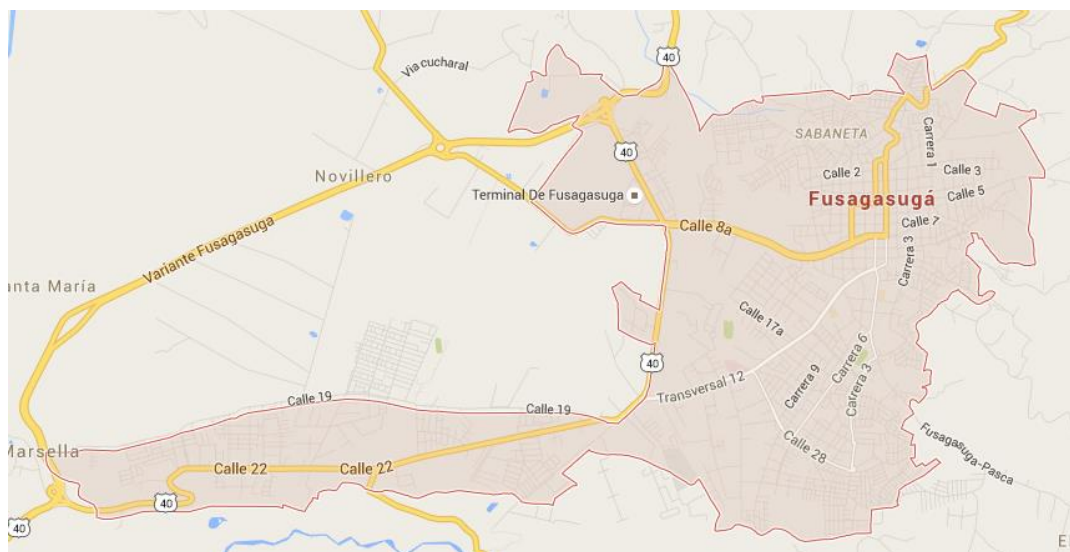 40
Via cucharal
40
SABANETA
Carrera 1
Calle 2
Calle 3
Novillero
Terminal De Fusagasuga
Fusagasugá
Calle 5
Calle 8a
Calle 7
Variante Fusagasuga
Carrera 3
anta María
Calle 17a
40
Carrera 6
Transversal 12
Carrera 9
Carrera 3
Calle 19
Calle 19
Marsella
Calle 28
Fusagasuga-Pasca
Calle 22
Calle 22
40
40
E